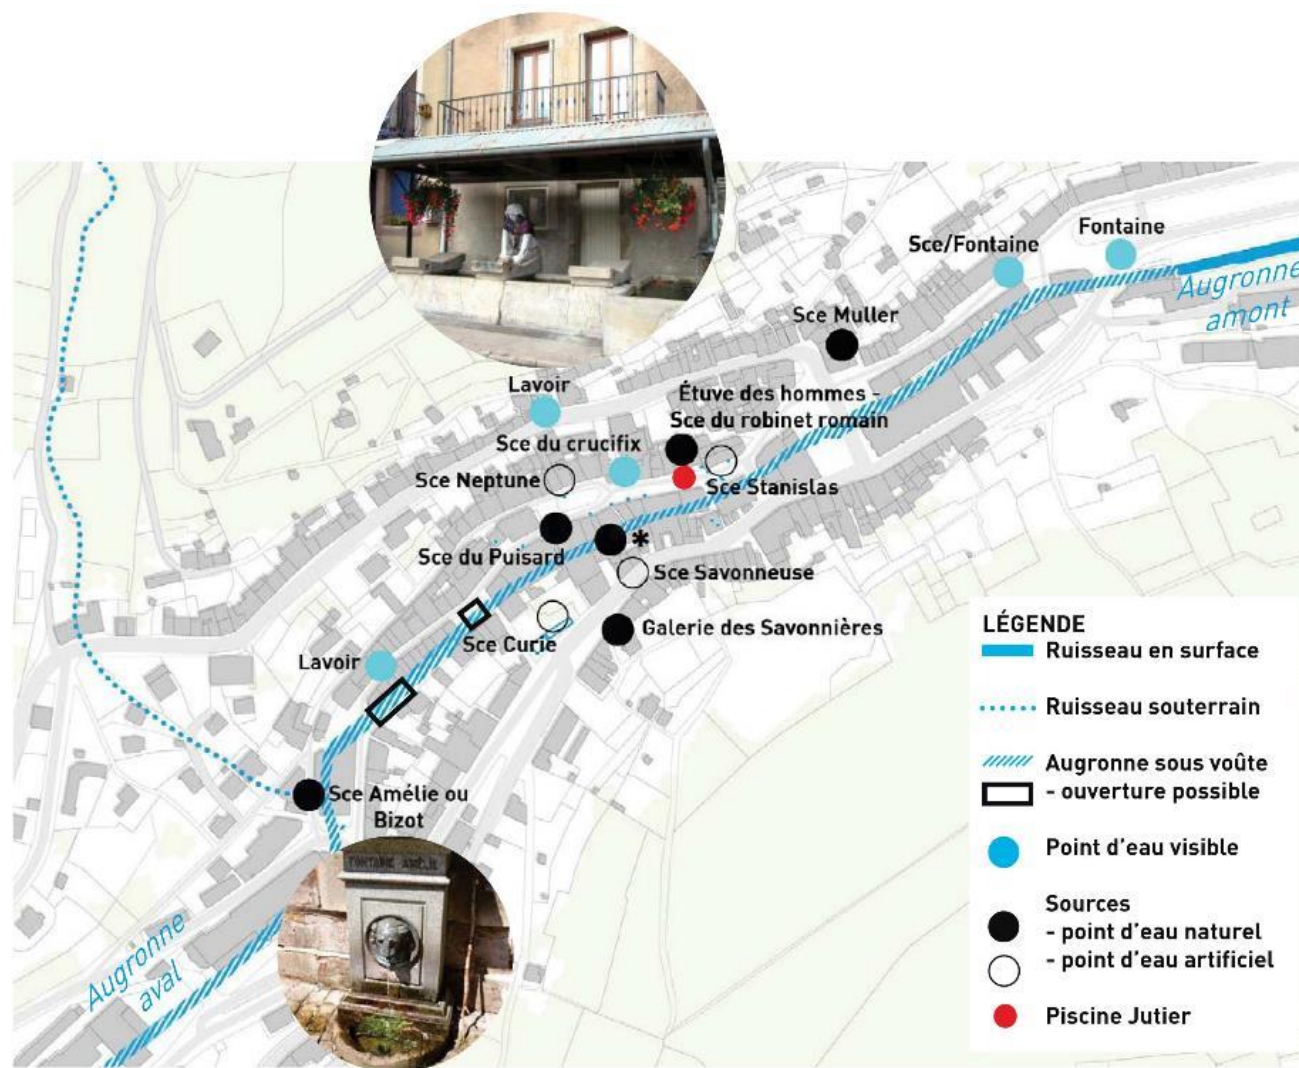 Fontaine
Sce/Fontaine
Augronne
amont
Sce Muller
Lavoir
Étuve des hommes -
Sce du robinet romain
Sce du crucifix
Sce Neptune
Sce Stanislas
Sce du Puisard
*
Sce Savonneuse
Galerie des Savonnières
Sce Curie
Lavoir
Sce Amélie ou
Bizot
FONTAINE AMÉLIE
Augronne
aval
LÉGENDE
Ruisseau en surface
Ruisseau souterrain
Augronne sous voûte
- ouverture possible
Point d'eau visible
Sources
- point d'eau naturel
- point d'eau artificiel
Piscine Jutier